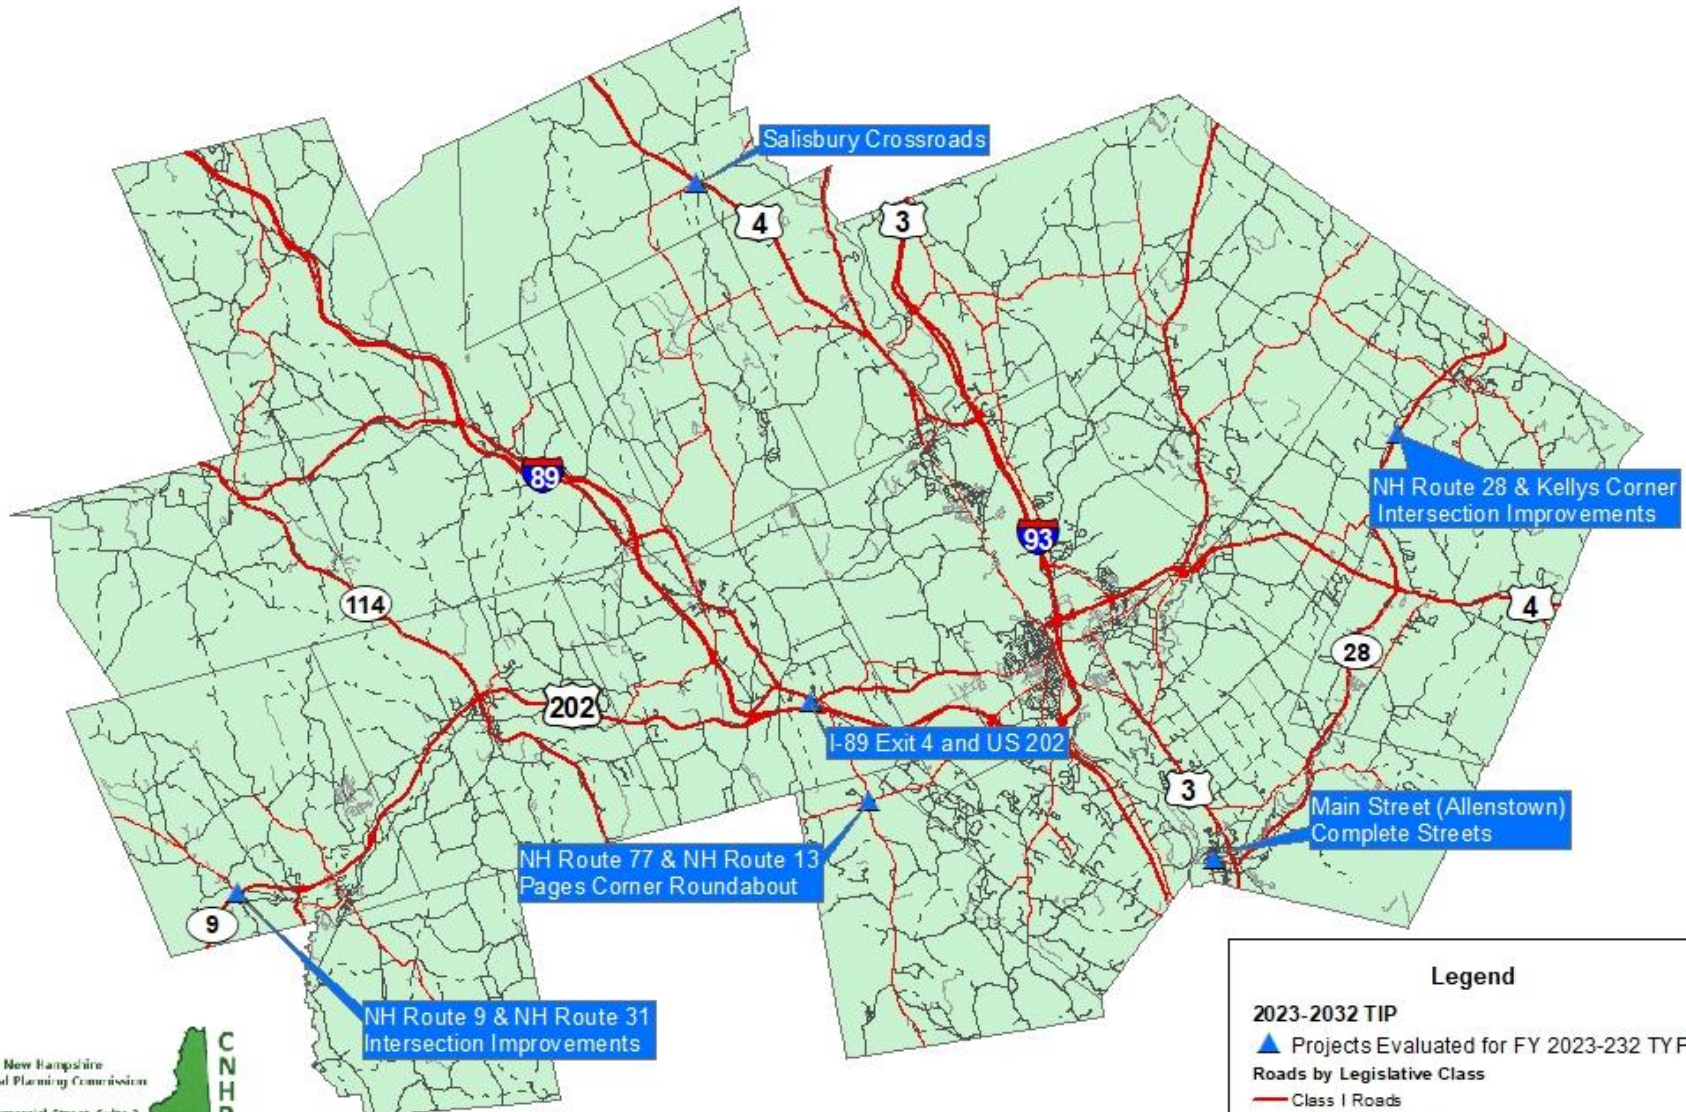 Salisbury Crossroads
4
3
NH Route 28 & Kellys Corner
Intersection Improvements
89
93
114
4
28
202
I-89 Exit 4 and US 202
3
Main Street (Allenstown)
Complete Streets
NH Route 77 & NH Route 13
Pages Corner Roundabout
9
NH Route 9 & NH Route 31
Intersection Improvements
Legend
2023-2032 TIP
Projects Evaluated for FY 2023-232 TYP
Roads by Legislative Class
Class I Roads
New Hampshire
al Planning Commission
C
N
H